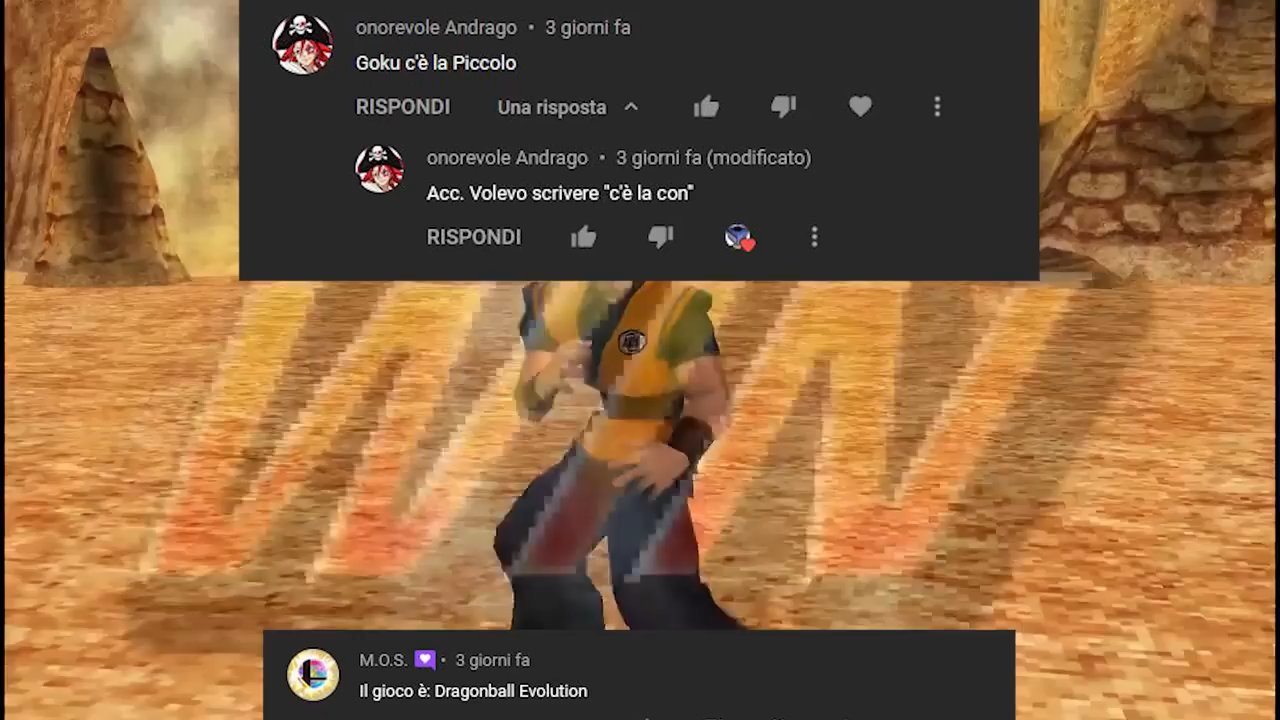 onorevole Andrago • 3 giorni fa
Goku c'è la Piccolo
RISPONDI Una risposta
onorevole Andrago • 3 giorni fa (modificato)
Acc. Volevo scrivere "c'è la con"
RISPONDI
WIN
M.O.S. • 3 giorni fa
Il gioco è: Dragonball Evolution